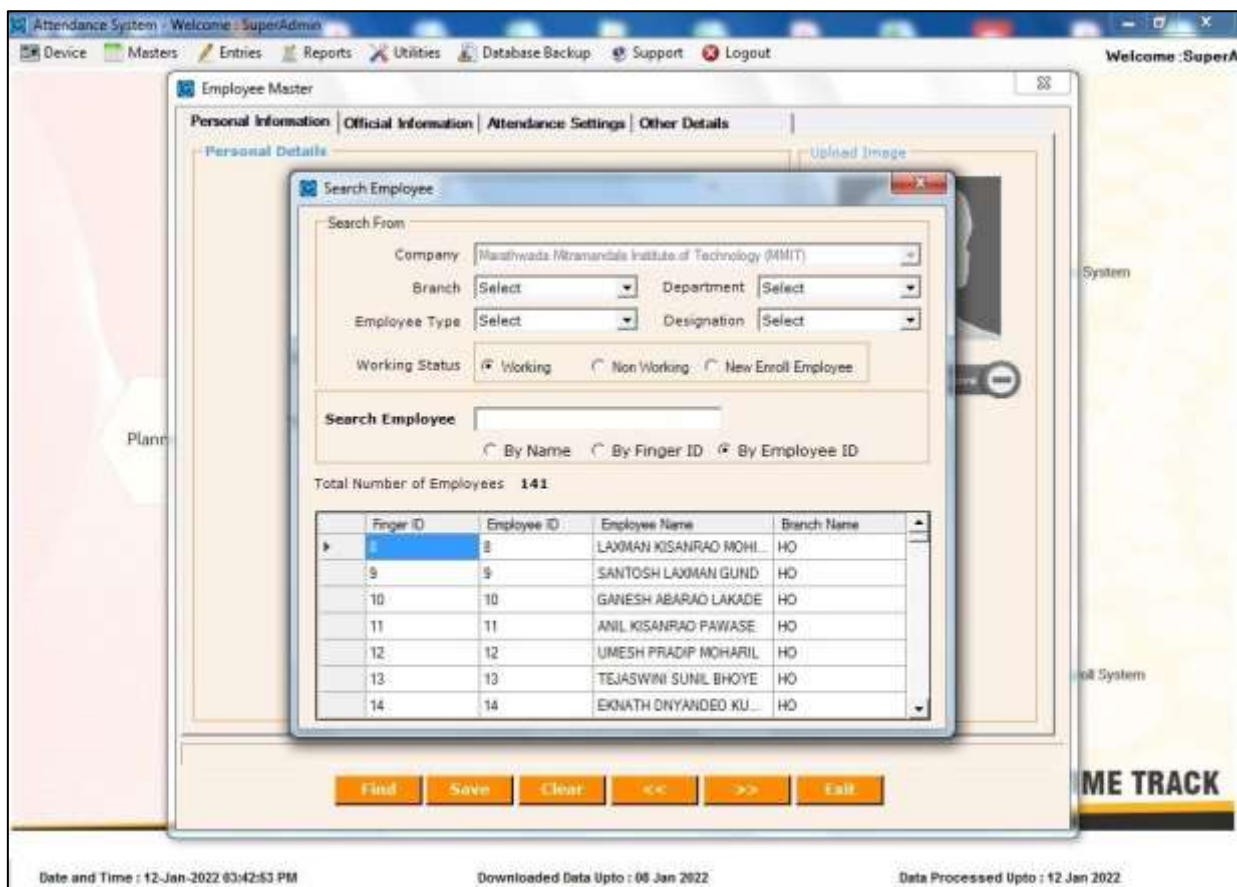 Attendance System - Welcome : SuperAdmin
Device Masters Entries Reports Utilities Database Backup Support Logout
Welcome :SuperA
Employee Master
Personal Information Official Information Attendance Settings Other Details
Personal Details Upload Image
Search Employee
Search From
Company Marathwada Mitramandals Institute of Technology (MMIT)
System
Branch Select Department Select
Employee Type Select Designation Select
Working Status Working Non Working New Enroll Employee
Search Employee
Plann
By Name By Finger ID By Employee ID
Total Number of Employees 141
Finger ID Employee ID Employee Name Branch Name
8 8 LAXMAN KISANRAO MOHI... HO
9 9 SANTOSH LAXMAN GUND HO
10 10 GANESH ABARAO LAKADE HO
11 11 ANIL KISANRAO PAWASE HO
12 12 UMESH PRADIP MOHARIL HO
13 13 TEJASWINI SUNIL BHOYE HO
14 14 EKNATH DNYANDEO KU... HO
oll System
Find Save Clear << >> Exit
ME TRACK
Date and Time : 12-Jan-2022 03:42:53 PM Downloaded Data Upto : 08 Jan 2022 Data Processed Upto : 12 Jan 2022